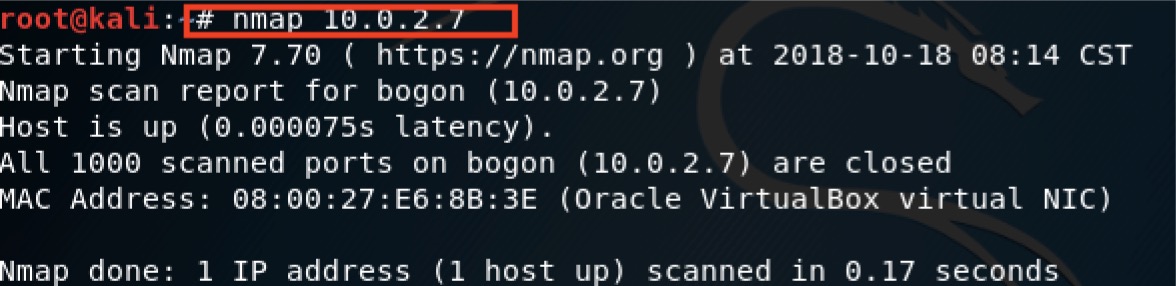 root@kali:~# nmap 10.0.2.7
Starting Nmap 7.70 ( https://nmap.org ) at 2018-10-18 08:14 CST
Nmap scan report for bogon (10.0.2.7)
Host is up (0.000075s latency).
All 1000 scanned ports on bogon (10.0.2.7) are closed
MAC Address: 08:00:27:E6:8B:3E (Oracle VirtualBox virtual NIC)
Nmap done: 1 IP address (1 host up) scanned in 0.17 seconds